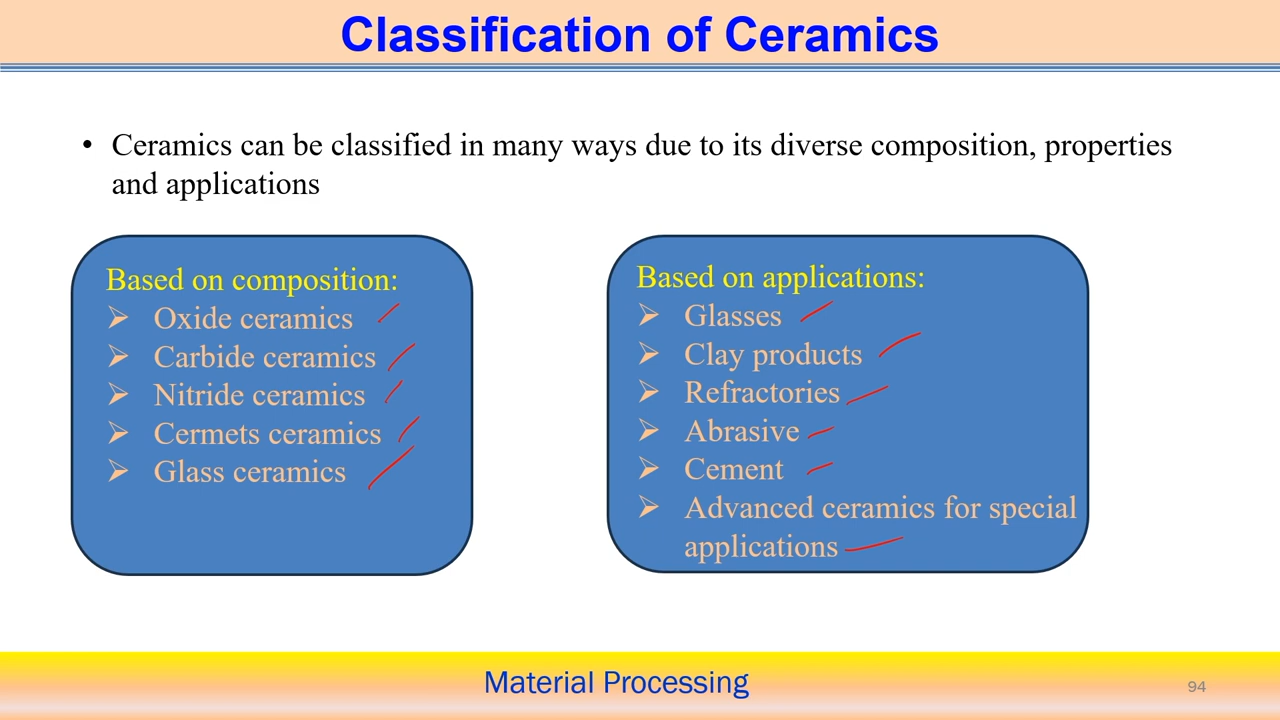 Classification of Ceramics
• Ceramics can be classified in many ways due to its diverse composition, properties
and applications
Based on composition:
➢ Oxide ceramics
➢ Carbide ceramics
➢ Nitride ceramics
➢ Cermets ceramics
➢ Glass ceramics
Based on applications:
➢ Glasses
➢ Clay products
➢ Refractories
➢ Abrasive
➢ Cement
➢ Advanced ceramics for special
applications
Material Processing
94